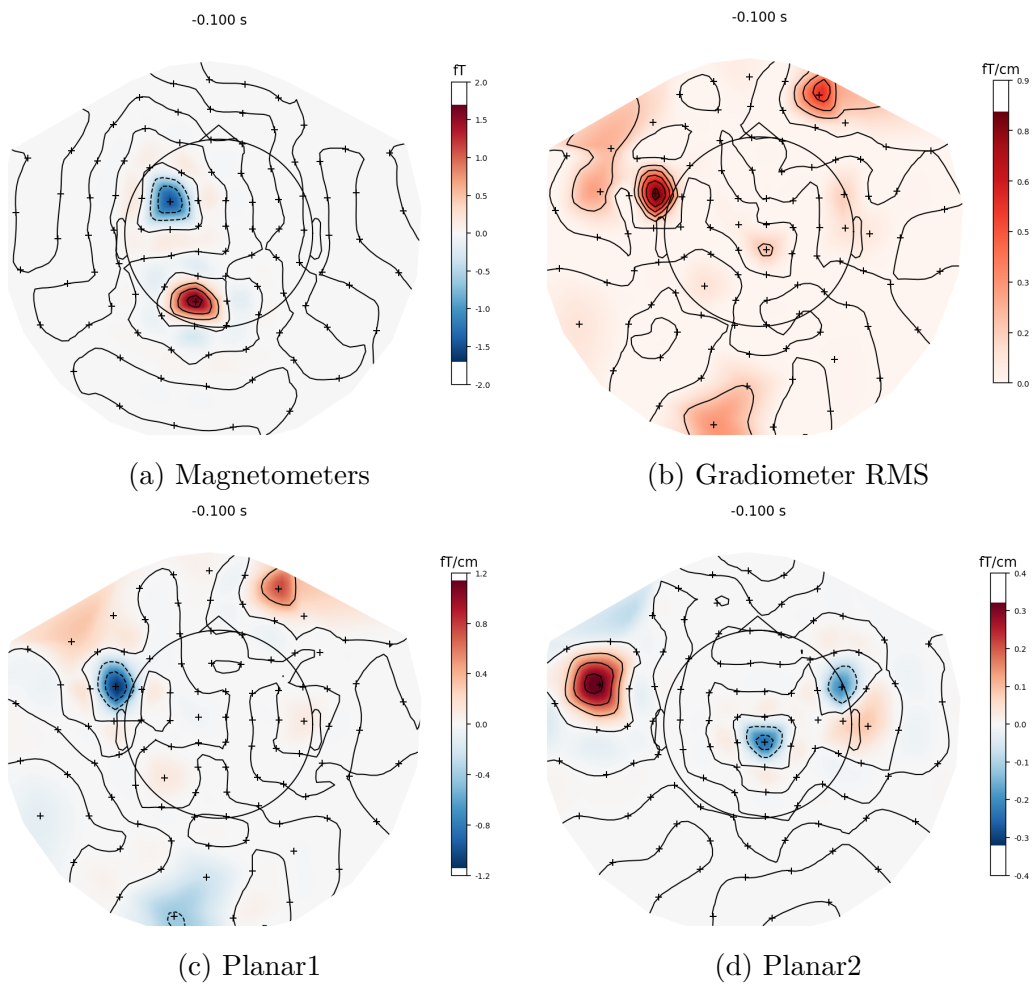 -0.100 s
fT
2.0
1.5
1.0
0.5
0.0
-0.5
-1.0
-1.5
-2.0
(a) Magnetometers
-0.100 s
fT/cm
0.9
0.8
0.6
0.5
0.3
0.2
0.0
(b) Gradiometer RMS
-0.100 s
fT/cm
1.2
0.8
0.4
0.0
-0.4
-0.8
-1.2
(c) Planar1
-0.100 s
fT/cm
0.4
0.3
0.2
0.1
0.0
-0.1
-0.2
-0.3
-0.4
(d) Planar2